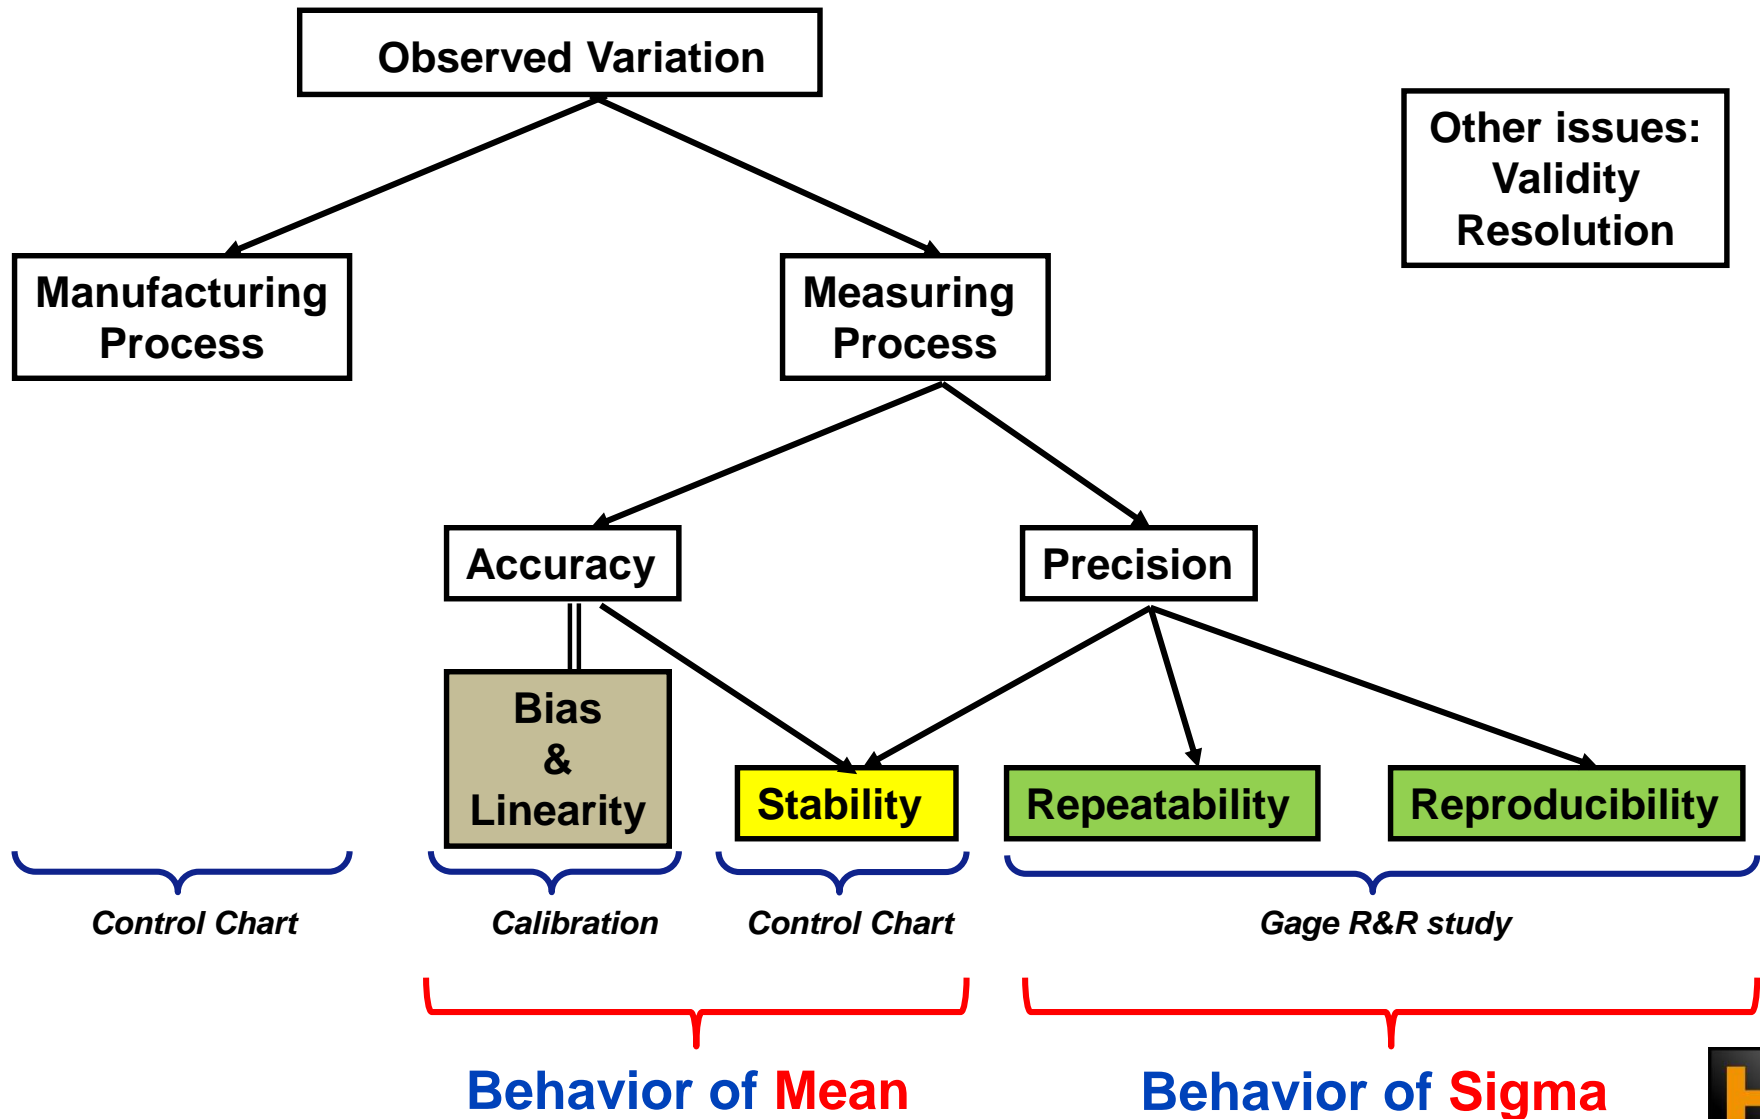 Observed Variation
Other issues:
Validity
Resolution
Manufacturing
Process
Measuring
Process
Accuracy
Precision
Bias
&
Linearity
Stability
Repeatability
Reproducibility
Control Chart
Calibration
Control Chart
Gage R&R study
Behavior of Mean
Behavior of Sigma